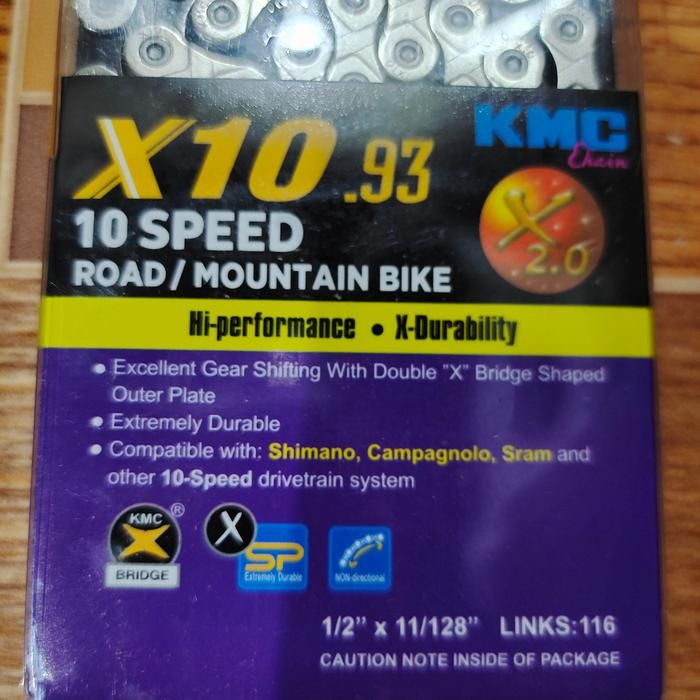 KMC
Chain
X10.93
X
2.0
10 SPEED
ROAD / MOUNTAIN BIKE
Hi-performance • X-Durability
• Excellent Gear Shifting With Double "X" Bridge Shaped
Outer Plate
• Extremely Durable
• Compatible with: Shimano, Campagnolo, Sram and
other 10-Speed drivetrain system
KMC ®
X
BRIDGE
X
SP
Extremely Durable
NON-directional
1/2" x 11/128" LINKS:116
CAUTION NOTE INSIDE OF PACKAGE